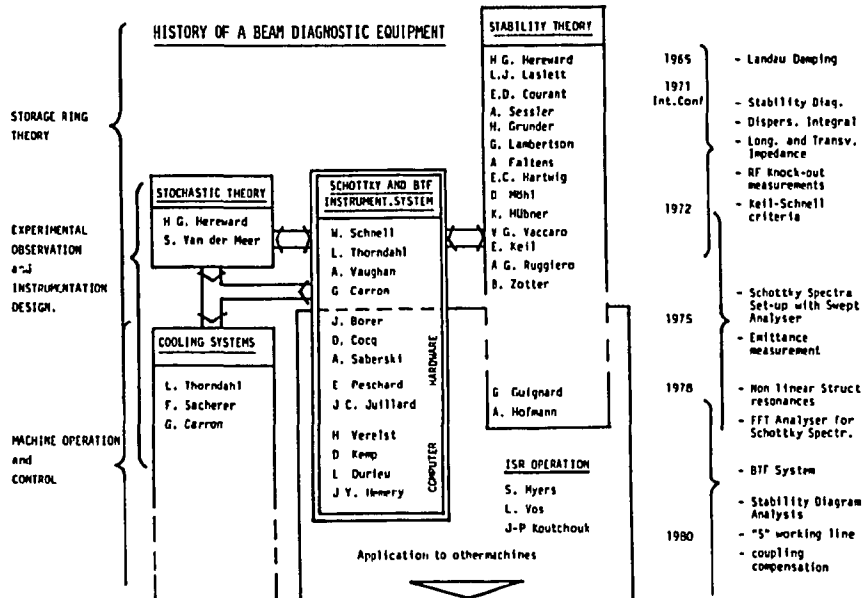 HISTORY OF A BEAM DIAGNOSTIC EQUIPMENT
STORAGE RING
THEORY
EXPERIMENTAL
OBSERVATION
and
INSTRUMENTATION
DESIGN.
MACHINE OPERATION
and
CONTROL
STOCHASTIC THEORY
H G. Hereward
S. Van der Meer
COOLING SYSTEMS
L. Thorndahl
F. Sacherer
G. Carron
SCHOTTKY AND BTF
INSTRUMENT.SYSTEM
W. Schnell
L. Thorndahl
A. Vaughan
G Carron
J. Borer
D. Cocq
A. Saberski
E Peschard
J C. Juillard
HARDWARE
H Verelst
D Kemp
L Durieu
J Y. Hemery
COMPUTER
STABILITY THEORY
H G. Hereward
L.J. Laslett
E.D. Courant
A. Sessler
H. Grunder
G. Lambertson
A Faltens
E.C. Hartwig
D Möhl
K. Hübner
V G. Vaccaro
E. Keil
A G. Ruggiero
B. Zotter
G Guignard
A. Hofmann
ISR OPERATION
S. Myers
L. Vos
J-P Koutchouk
Application to othermachines
1965
- Landau Damping
1971
Int.Conf
- Stability Diag.
- Dispers. Integral
- Long. and Transv.
Impedance
- RF Knock-out
measurements
1972
- Keil-Schnell
criteria
1975
- Schottky Spectra
Set-up with Swept
Analyser
- Emittance
measurement
1978
- Non linear Struct
resonances
- FFT Analyser for
Schottky Spectr.
- BTF System
- Stability Diagram
Analysis
1980
- "5" working line
- coupling
compensation